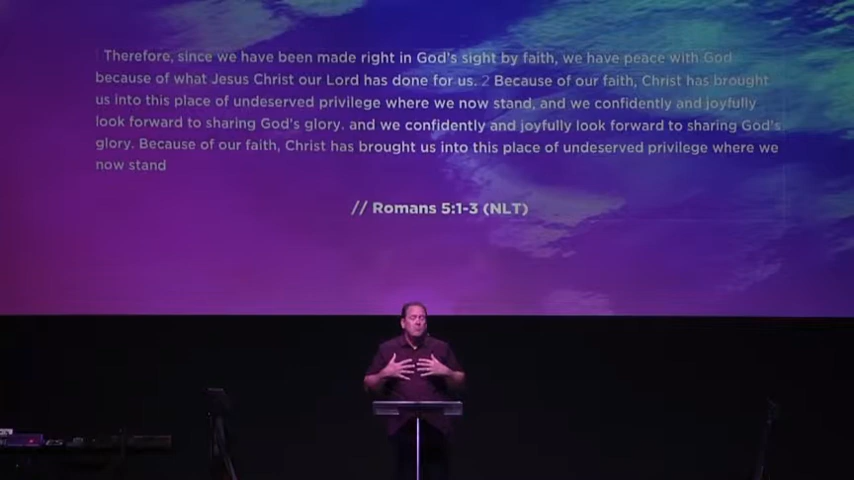 1 Therefore, since we have been made right in God's sight by faith, we have peace with God
because of what Jesus Christ our Lord has done for us. 2 Because of our faith, Christ has brought
us into this place of undeserved privilege where we now stand, and we confidently and joyfully
look forward to sharing God's glory. and we confidently and joyfully look forward to sharing God's
glory. Because of our faith, Christ has brought us into this place of undeserved privilege where we
now stand
// Romans 5:1-3 (NLT)